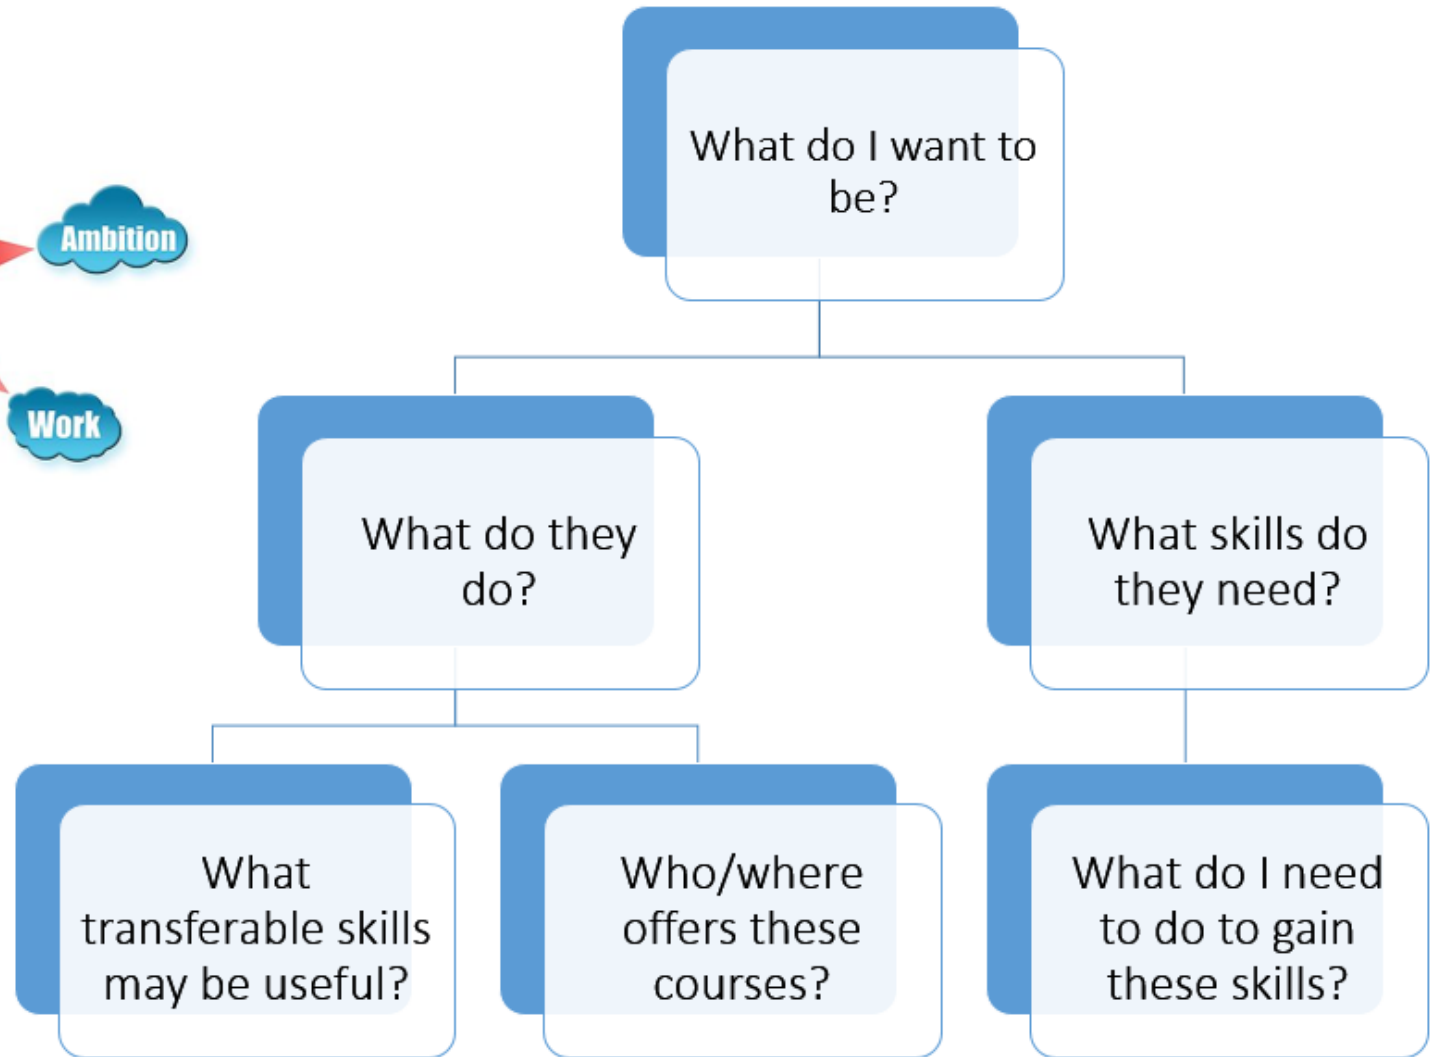 What do I want to
be?
Ambition
Work
What do they
do?
What skills do
they need?
What
transferable skills
may be useful?
Who/where
offers these
courses?
What do I need
to do to gain
these skills?